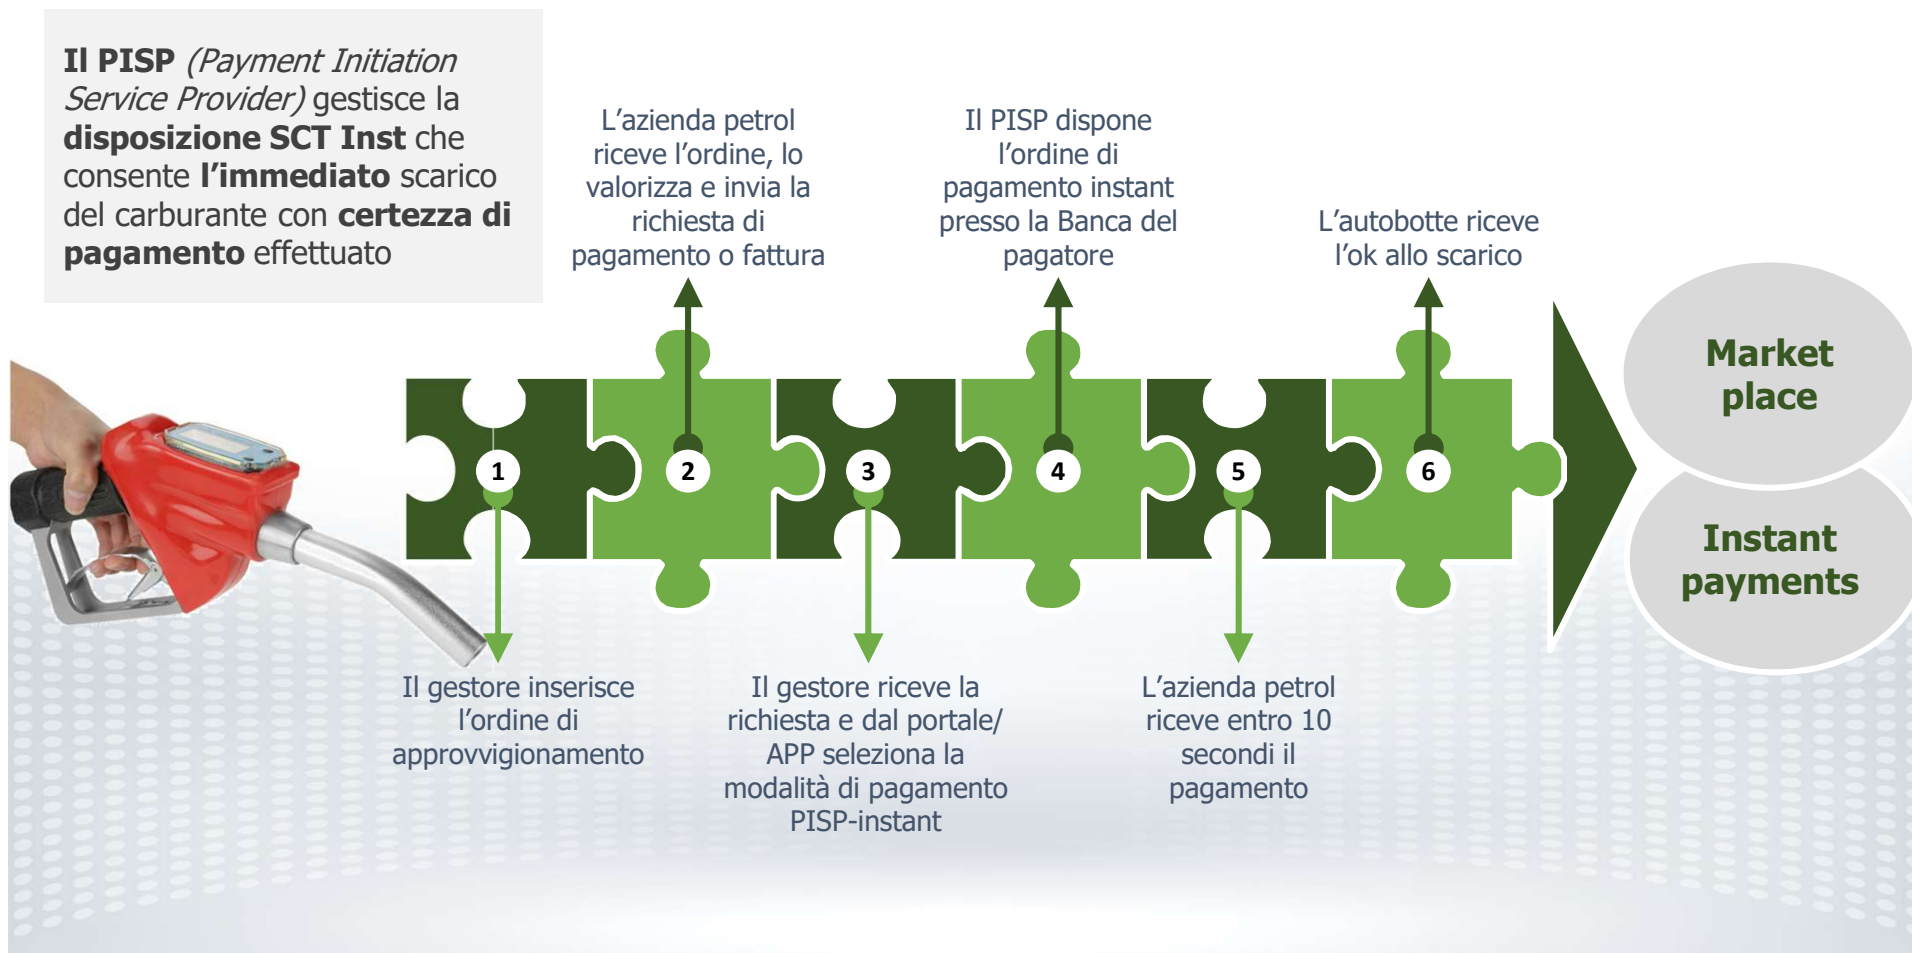 Il PISP (Payment Initiation
Service Provider) gestisce la
disposizione SCT Inst che
consente l’immediato scarico
del carburante con certezza di
pagamento effettuato
L’azienda petrol
riceve l’ordine, lo
valorizza e invia la
richiesta di
pagamento o fattura
Il PISP dispone
l’ordine di
pagamento instant
presso la Banca del
pagatore
L’autobotte riceve
l’ok allo scarico
Market
place
1
2
3
4
5
6
Instant
payments
Il gestore inserisce
l’ordine di
approvvigionamento
Il gestore riceve la
richiesta e dal portale/
APP seleziona la
modalità di pagamento
PISP-instant
L’azienda petrol
riceve entro 10
secondi il
pagamento